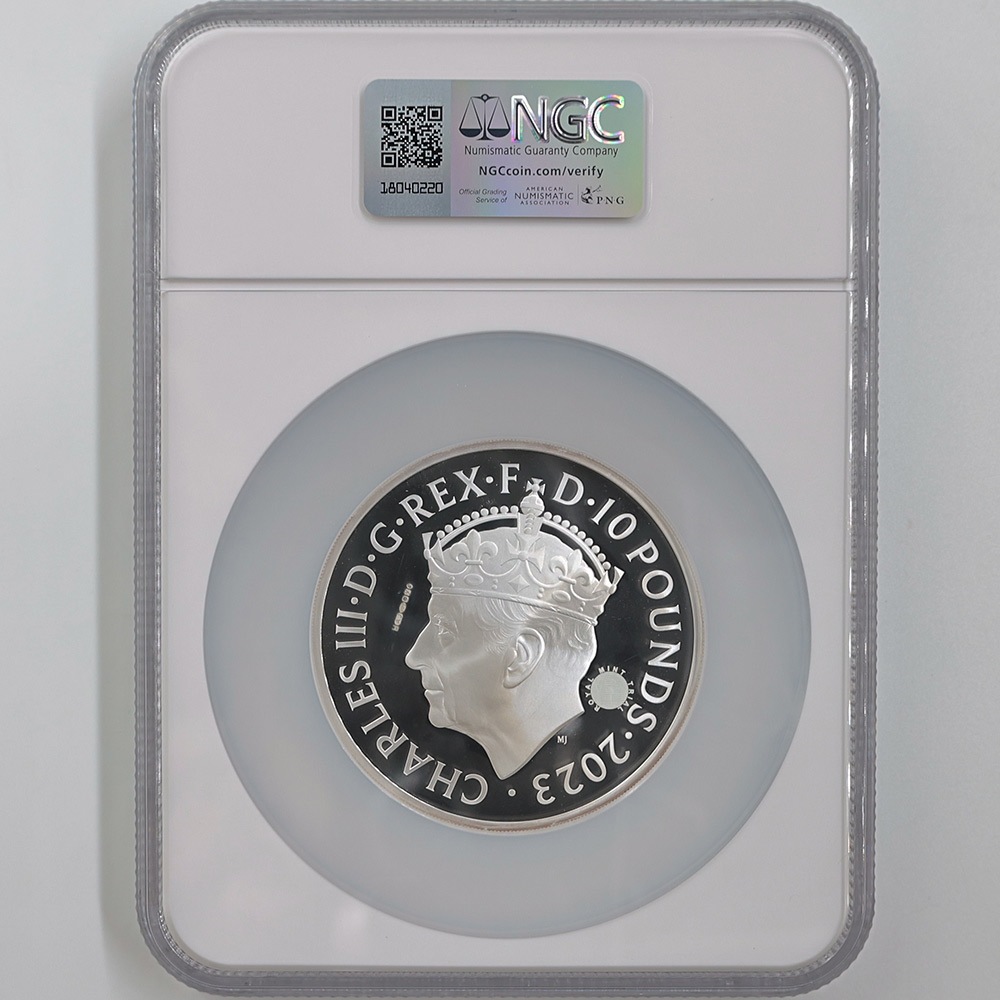 NGC
Numismatic Guaranty Company
NGCcoin.com/verify
18040220
Official Grading
Service of
AMERICAN
NUMISMATIC
ASSOCIATION
PNG
CHARLES III·D·G·REX·F·D·10 POUNDS·2023·
ROYAL MINT TRIAL
MJ